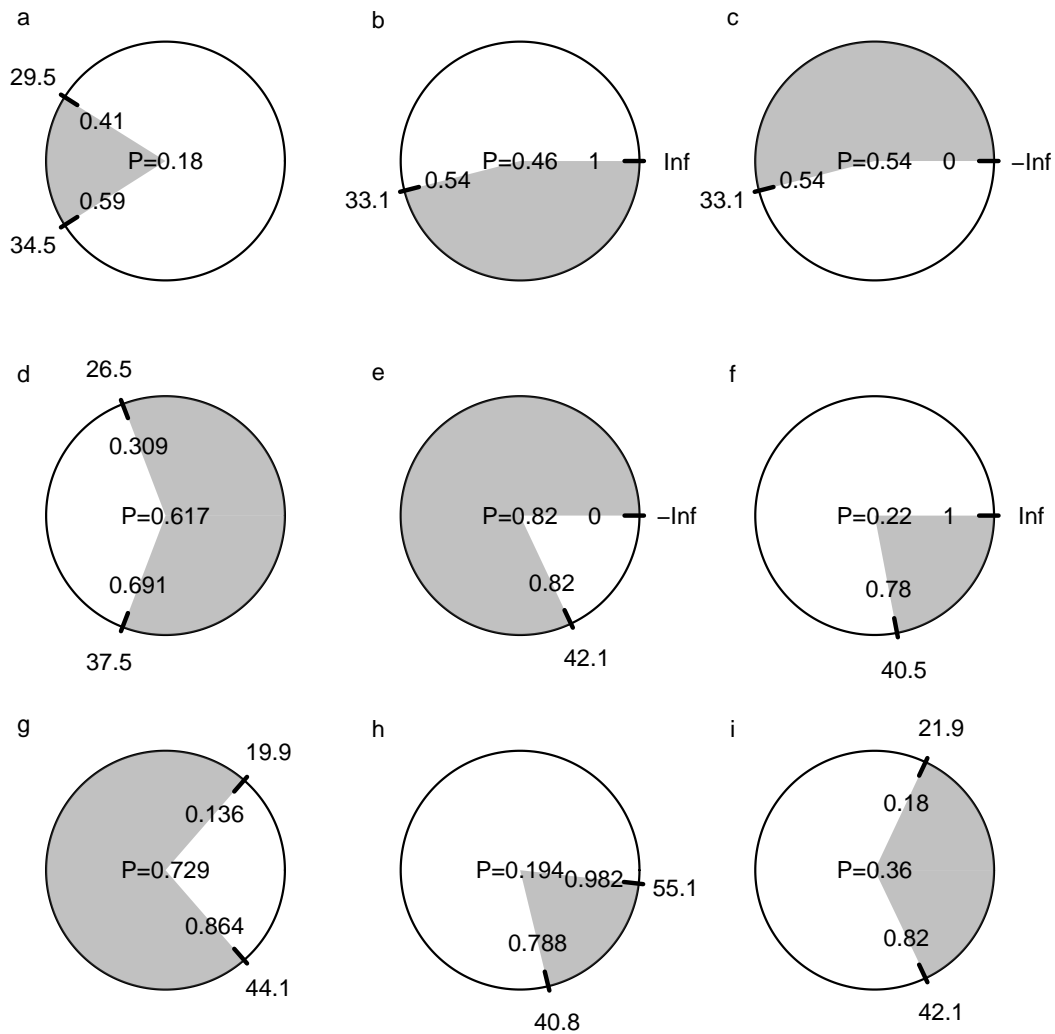 a
29.5
0.41
P=0.18
0.59
34.5
b
P=0.46 1 Inf
0.54
33.1
c
P=0.54 0 −Inf
0.54
33.1
d
26.5
0.309
P=0.617
0.691
37.5
e
P=0.82 0 −Inf
0.82
42.1
f
P=0.22 1 Inf
0.78
40.5
g
19.9
0.136
P=0.729
0.864
44.1
h
P=0.194
0.982 55.1
0.788
40.8
i
21.9
0.18
P=0.36
0.82
42.1